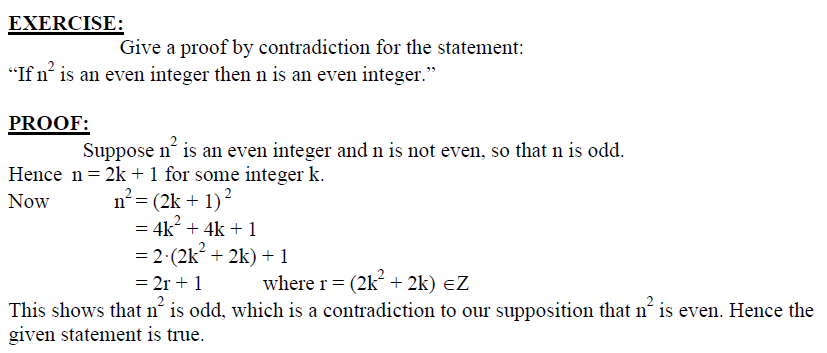 EXERCISE:
Give a proof by contradiction for the statement:
“If n² is an even integer then n is an even integer.”
PROOF:
Suppose n² is an even integer and n is not even, so that n is odd.
Hence n = 2k + 1 for some integer k.
Now n² = (2k + 1)²
= 4k² + 4k + 1
= 2·(2k² + 2k) + 1
= 2r + 1 where r = (2k² + 2k) ∈Z
This shows that n² is odd, which is a contradiction to our supposition that n² is even. Hence the
given statement is true.